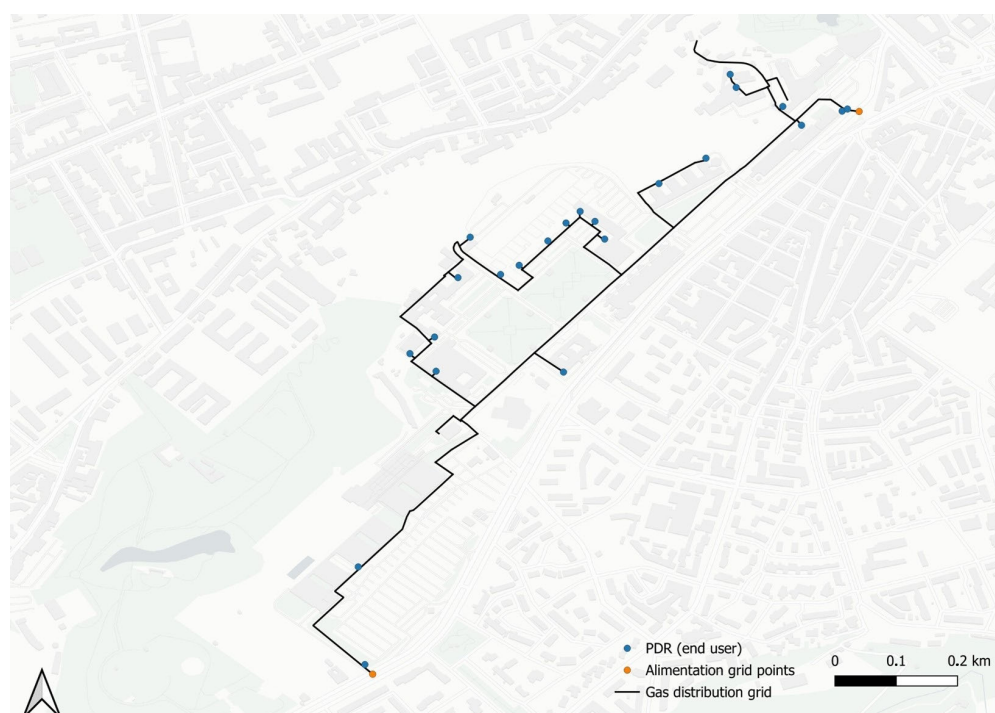 PDR (end user)
Alimentation grid points
Gas distribution grid
0 0.1 0.2 km